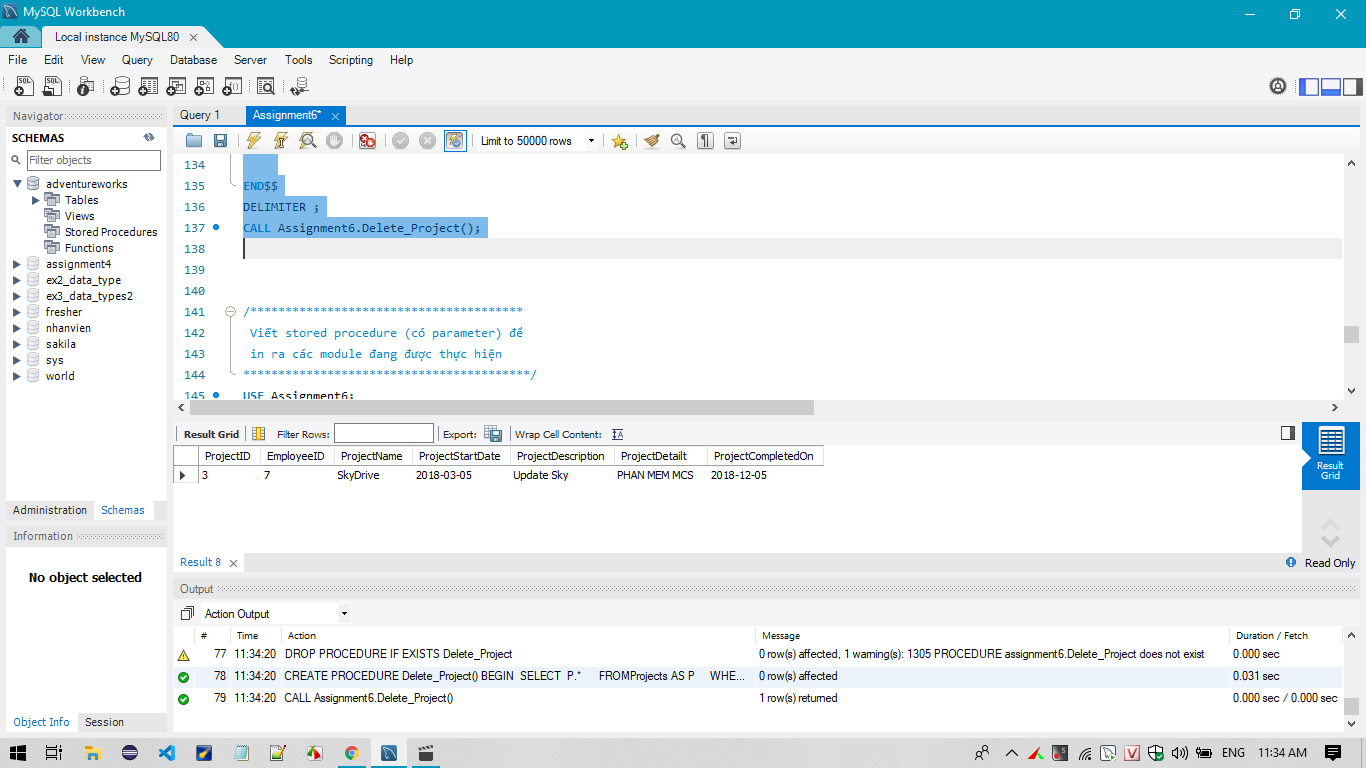 MySQL Workbench
Local instance MySQL80
File Edit View Query Database Server Tools Scripting Help
Navigator
SCHEMAS
Filter objects
adventureworks
Tables
Views
Stored Procedures
Functions
assignment4
ex2_data_type
ex3_data_types2
fresher
nhanvien
sakila
sys
world
Administration Schemas
Information
No object selected
Object Info Session
Query 1 Assignment6*
Limit to 50000 rows
134
135 END$$
136 DELIMITER ;
137 CALL Assignment6.Delete_Project();
138
139
140
141 /***************************************
142 Viết stored procedure (có parameter) để
143 in ra các module đang được thực hiện
144 *****************************************/
145 USE Assignment6;
Result Grid Filter Rows: Export: Wrap Cell Content:
ProjectID EmployeeID ProjectName ProjectStartDate ProjectDescription ProjectDetailt ProjectCompletedOn
3 7 SkyDrive 2018-03-05 Update Sky PHAN MEM MCS 2018-12-05
Result
Grid
Result 8
Read Only
Output
Action Output
# Time Action Message Duration / Fetch
77 11:34:20 DROP PROCEDURE IF EXISTS Delete_Project 0 row(s) affected, 1 warning(s): 1305 PROCEDURE assignment6.Delete_Project does not exist 0.000 sec
78 11:34:20 CREATE PROCEDURE Delete_Project() BEGIN SELECT P.* FROMProjects AS P WHE... 0 row(s) affected 0.031 sec
79 11:34:20 CALL Assignment6.Delete_Project() 1 row(s) returned 0.000 sec / 0.000 sec
ENG 11:34 AM